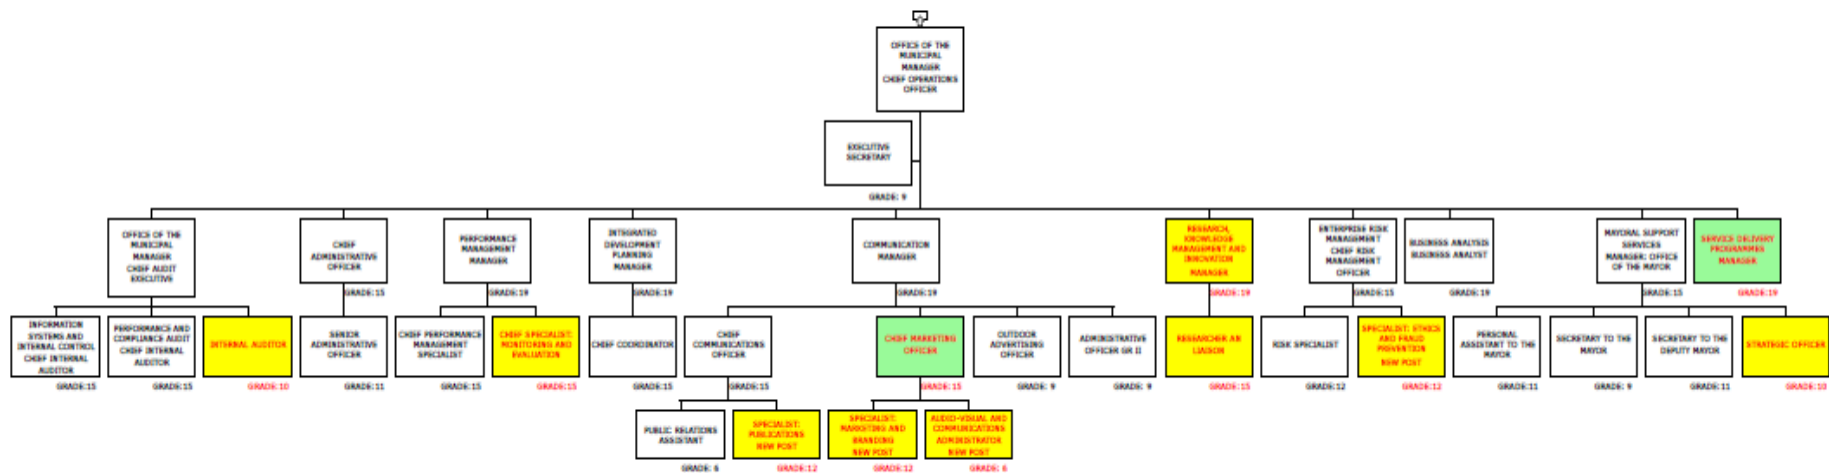 OFFICE OF THE
MUNICIPAL
MANAGER
CHIEF OPERATIONS
OFFICER
EXECUTIVE
SECRETARY
GRADE: 9
OFFICE OF THE
MUNICIPAL
MANAGER
CHIEF AUDIT
EXECUTIVE
CHIEF
ADMINISTRATIVE
OFFICER
GRADE:15
PERFORMANCE
MANAGEMENT
MANAGER
GRADE:19
INTEGRATED
DEVELOPMENT
PLANNING
MANAGER
GRADE:19
COMMUNICATION
MANAGER
GRADE:19
RESEARCH,
KNOWLEDGE
MANAGEMENT AND
INNOVATION
MANAGER
GRADE:19
ENTERPRISE RISK
MANAGEMENT
CHIEF RISK
MANAGEMENT
OFFICER
GRADE:15
BUSINESS ANALYSIS
BUSINESS ANALYST
GRADE:19
MAYORAL SUPPORT
SERVICES
MANAGER: OFFICE
OF THE MAYOR
GRADE:15
SERVICE DELIVERY
PROGRAMMES
MANAGER
GRADE:19
INFORMATION
SYSTEMS AND
INTERNAL CONTROL
CHIEF INTERNAL
AUDITOR
GRADE:15
PERFORMANCE AND
COMPLIANCE AUDIT
CHIEF INTERNAL
AUDITOR
GRADE:15
INTERNAL AUDITOR
GRADE:10
SENIOR
ADMINISTRATIVE
OFFICER
GRADE:11
CHIEF PERFORMANCE
MANAGEMENT
SPECIALIST
GRADE:15
CHIEF SPECIALIST:
MONITORING AND
EVALUATION
GRADE:15
CHIEF COORDINATOR
GRADE:15
CHIEF
COMMUNICATIONS
OFFICER
GRADE:15
CHIEF MARKETING
OFFICER
GRADE:15
OUTDOOR
ADVERTISING
OFFICER
GRADE: 9
ADMINISTRATIVE
OFFICER GR II
GRADE: 9
RESEARCHER AN
LIAISON
GRADE:15
RISK SPECIALIST
GRADE:12
SPECIALIST: ETHICS
AND FRAUD
PREVENTION
NEW POST
GRADE:12
PERSONAL
ASSISTANT TO THE
MAYOR
GRADE:11
SECRETARY TO THE
MAYOR
GRADE: 9
SECRETARY TO THE
DEPUTY MAYOR
GRADE:11
STRATEGIC OFFICER
GRADE:10
PUBLIC RELATIONS
ASSISTANT
GRADE: 6
SPECIALIST:
PUBLICATIONS
NEW POST
GRADE:12
SPECIALIST:
MARKETING AND
BRANDING
NEW POST
GRADE:12
AUDIO-VISUAL AND
COMMUNICATIONS
ADMINISTRATOR
NEW POST
GRADE: 6